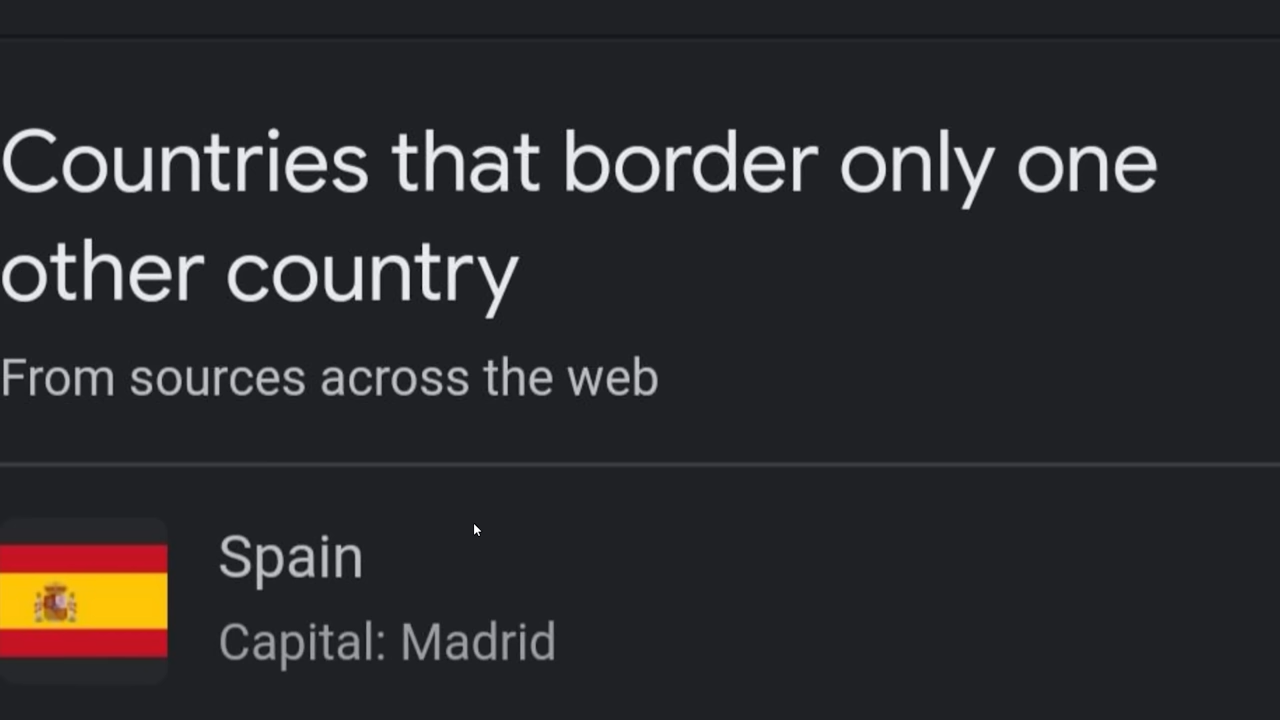 Countries that border only one
other country
From sources across the web
Spain
Capital: Madrid